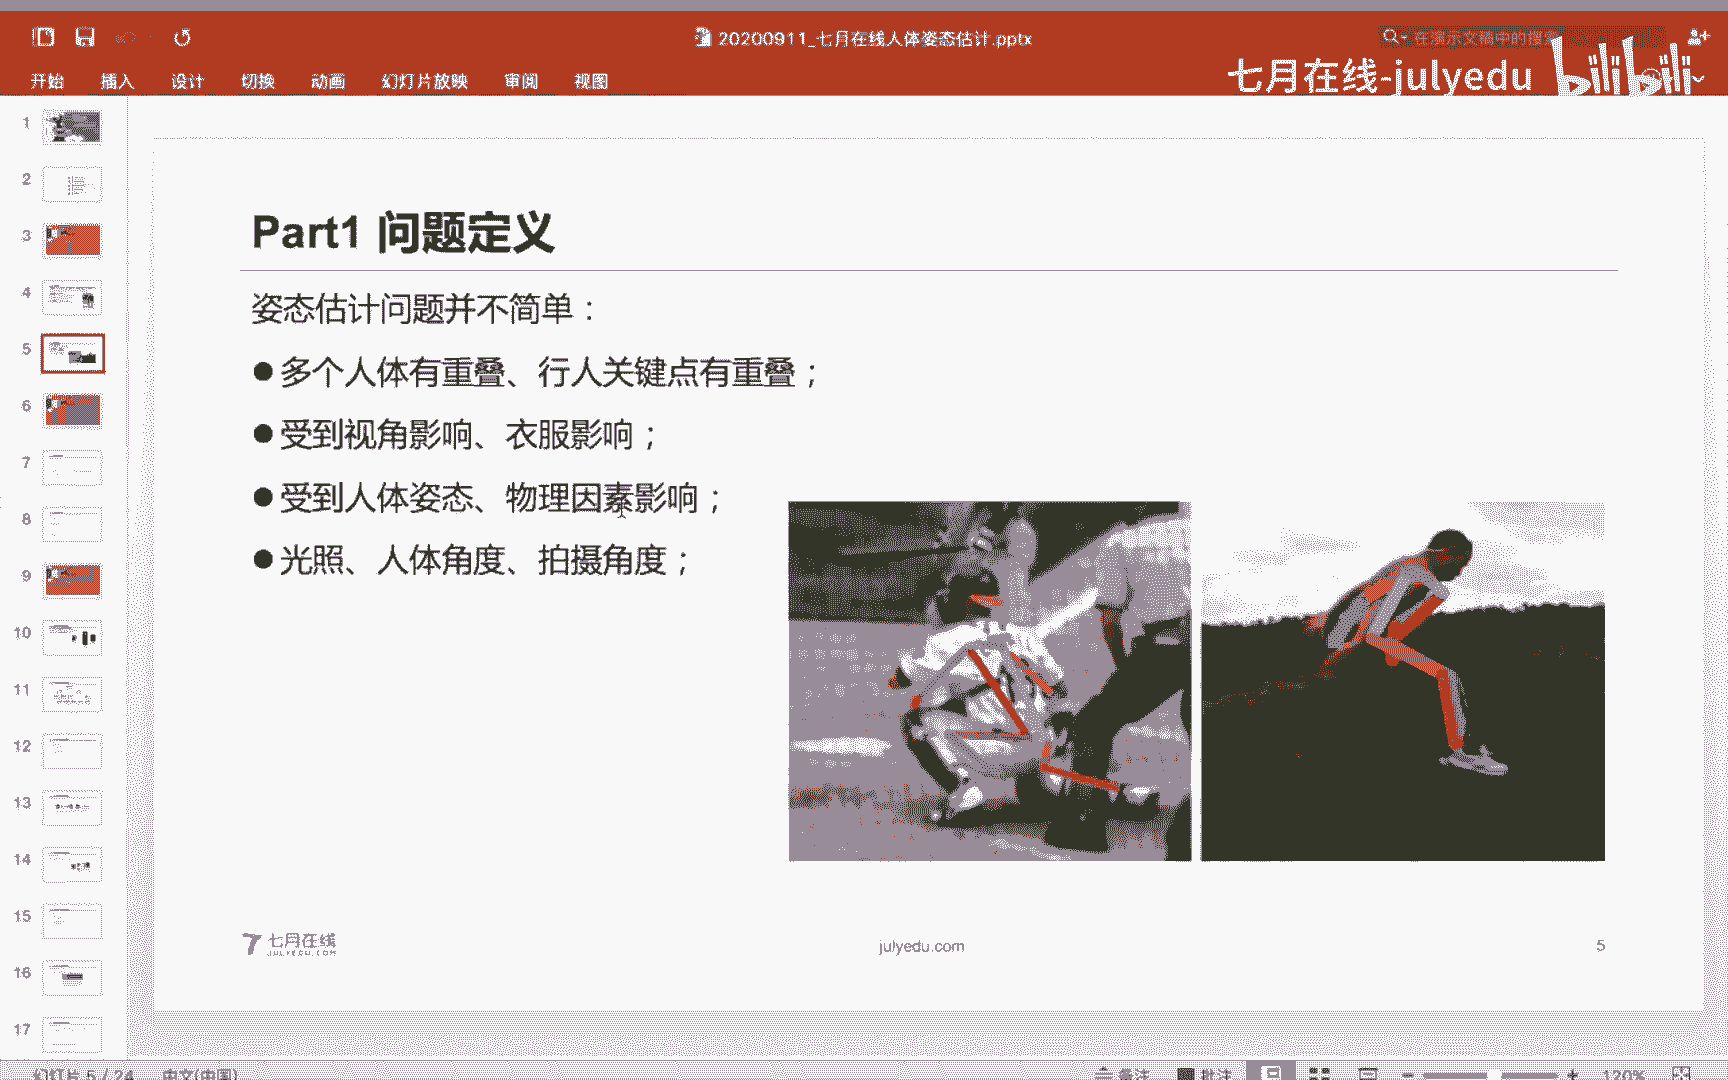 20200911_七月在线人体姿态估计.pptx
在演示文稿中的搜索
开始 插入 设计 切换 动画 幻灯片放映 审阅 视图
七月在线-julyedu bilibili
1
2
3
4
5
6
7
8
9
10
11
12
13
14
15
16
17
Part1 问题定义
姿态估计问题并不简单：
●多个人体有重叠、行人关键点有重叠；
●受到视角影响、衣服影响；
●受到人体姿态、物理因素影响；
●光照、人体角度、拍摄角度；
七月在线
JULYEDU.COM
julyedu.com
5
幻灯片 5 / 24 中文(中国) 备注 批注 120%